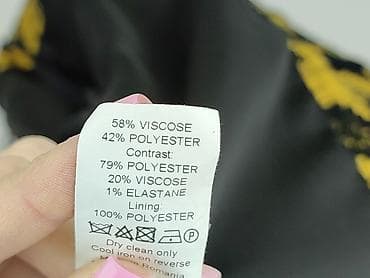 58% VISCOSE
42% POLYESTER
Contrast:
79% POLYESTER
20% VISCOSE
1% ELASTANE
Lining:
100% POLYESTER
Dry clean only
Cool iron on reverse
Romania